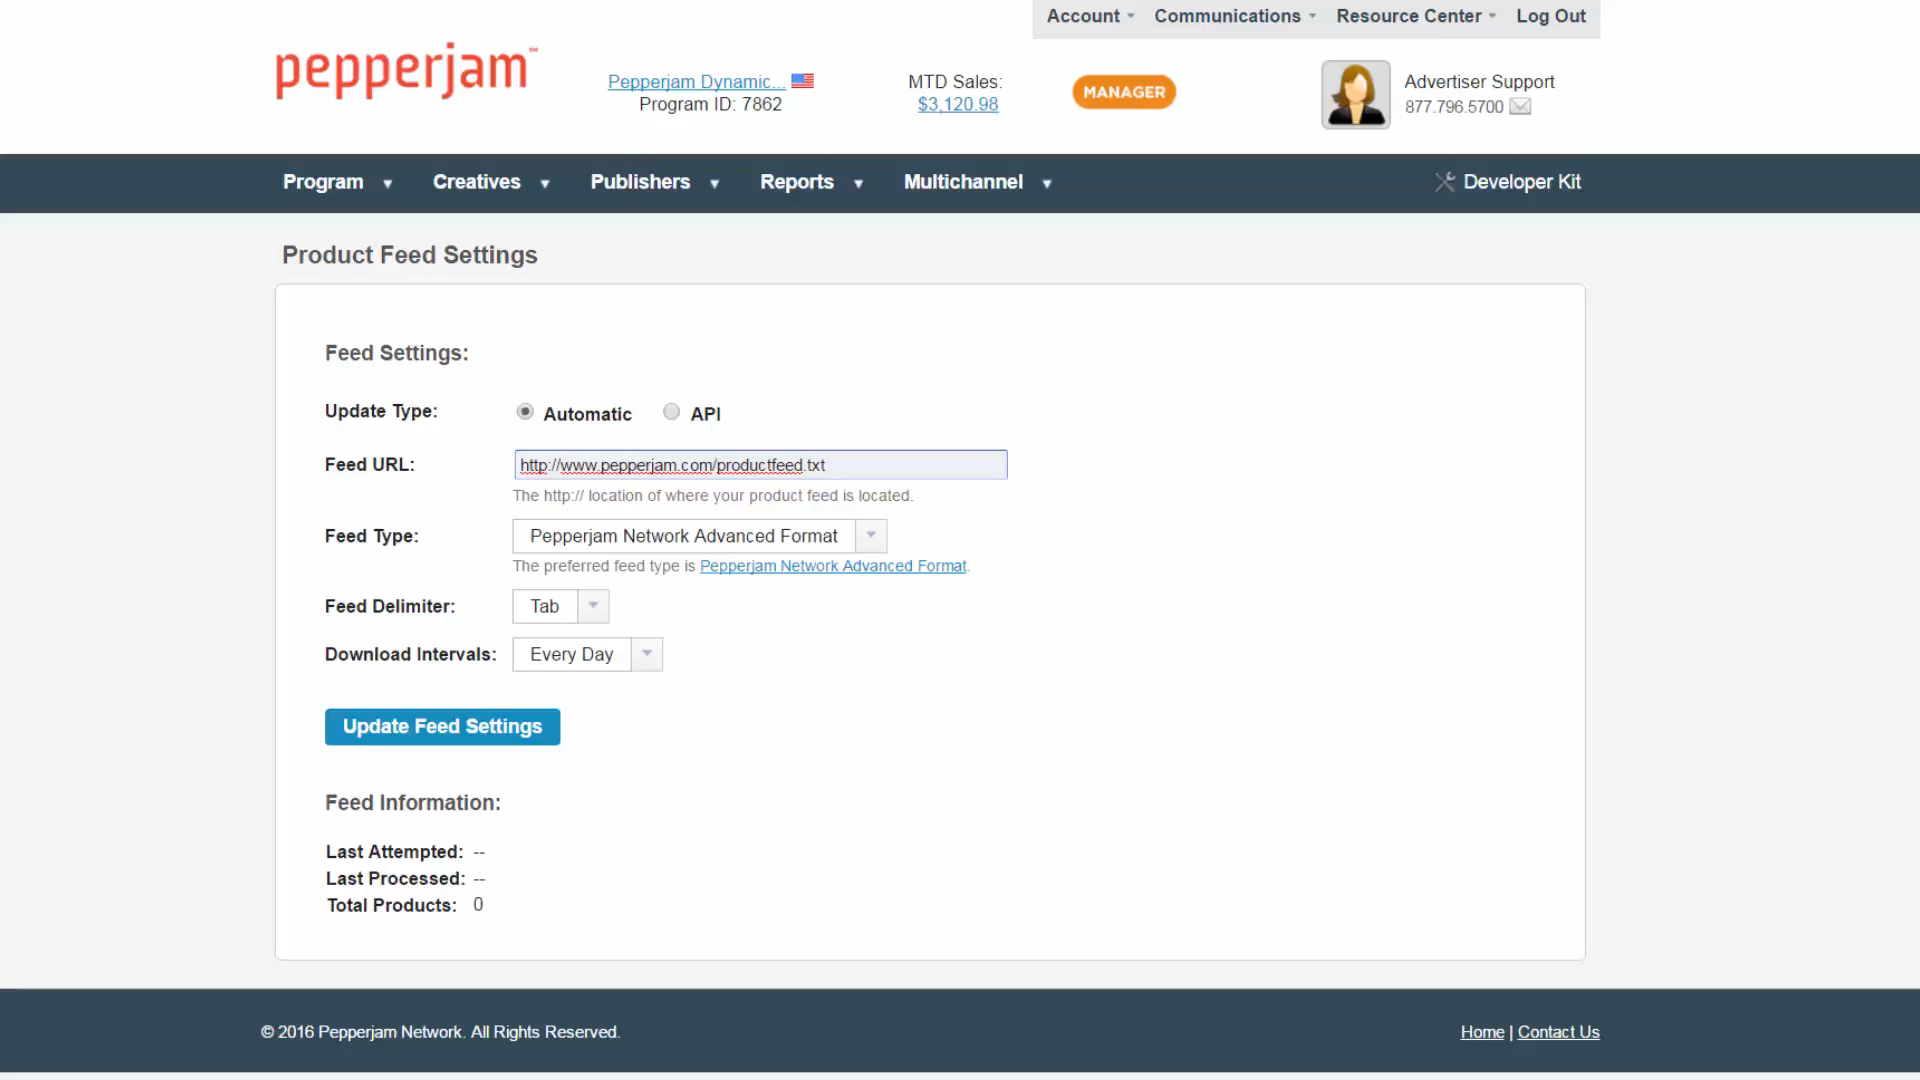 Account Communications Resource Center Log Out
pepperjam℠
Pepperjam Dynamic...
Program ID: 7862
MTD Sales:
$3,120.98
MANAGER
Advertiser Support
877.796.5700
Program Creatives Publishers Reports Multichannel Developer Kit
Product Feed Settings
Feed Settings:
Update Type: Automatic API
Feed URL: http://www.pepperjam.com/productfeed.txt
The http:// location of where your product feed is located.
Feed Type: Pepperjam Network Advanced Format
The preferred feed type is Pepperjam Network Advanced Format.
Feed Delimiter: Tab
Download Intervals: Every Day
Update Feed Settings
Feed Information:
Last Attempted: --
Last Processed: --
Total Products: 0
© 2016 Pepperjam Network. All Rights Reserved.
Home | Contact Us